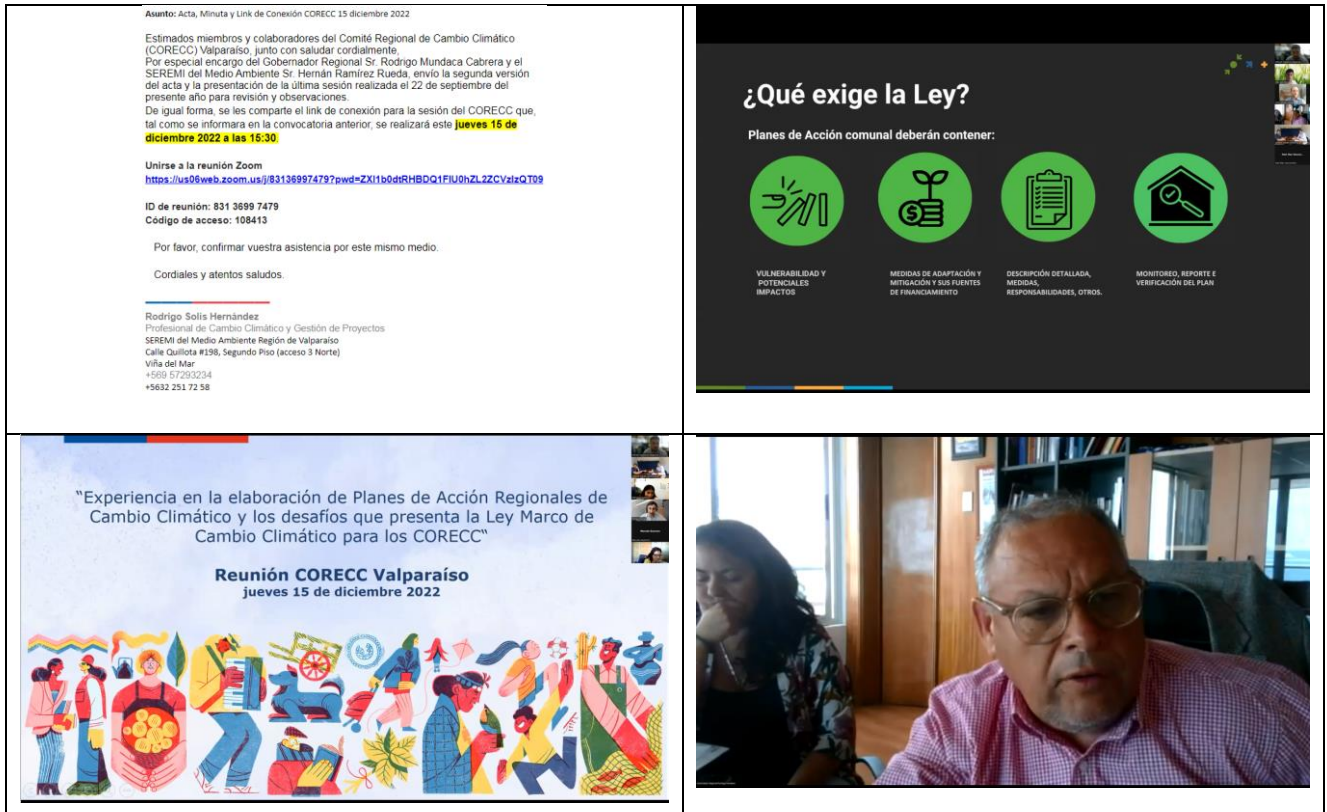 Asunto: Acta, Minuta y Link de Conexión CORECC 15 diciembre 2022
Estimados miembros y colaboradores del Comité Regional de Cambio Climático
(CORECC) Valparaíso, junto con saludar cordialmente,
Por especial encargo del Gobernador Regional Sr. Rodrigo Mundaca Cabrera y el
SEREMI del Medio Ambiente Sr. Hernán Ramírez Rueda, envío la segunda versión
del acta y la presentación de la última sesión realizada el 22 de septiembre del
presente año para revisión y observaciones.
De igual forma, se les comparte el link de conexión para la sesión del CORECC que,
tal como se informara en la convocatoria anterior, se realizará este jueves 15 de
diciembre 2022 a las 15:30.
Unirse a la reunión Zoom
https://us06web.zoom.us/j/83136997479?pwd=ZXI1b0dtRHBDQ1FIU0hZL2ZCVzIzQT09
ID de reunión: 831 3699 7479
Código de acceso: 108413
Por favor, confirmar vuestra asistencia por este mismo medio.
Cordiales y atentos saludos.
Rodrigo Solis Hernández
Profesional de Cambio Climático y Gestión de Proyectos
SEREMI del Medio Ambiente Región de Valparaíso
Calle Quillota #198, Segundo Piso (acceso 3 Norte)
Viña del Mar
+569 57293234
+5632 251 72 58
¿Qué exige la Ley?
Planes de Acción comunal deberán contener:
VULNERABILIDAD Y
POTENCIALES
IMPACTOS
MEDIDAS DE ADAPTACIÓN Y
MITIGACIÓN Y SUS FUENTES
DE FINANCIAMIENTO
DESCRIPCIÓN DETALLADA,
MEDIDAS,
RESPONSABILIDADES, OTROS.
MONITOREO, REPORTE E
VERIFICACIÓN DEL PLAN
"Experiencia en la elaboración de Planes de Acción Regionales de
Cambio Climático y los desafíos que presenta la Ley Marco de
Cambio Climático para los CORECC"
Reunión CORECC Valparaíso
jueves 15 de diciembre 2022